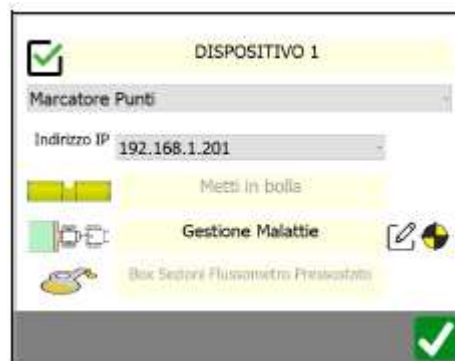 DISPOSITIVO 1
Marcatore Punti
Indirizzo IP
192.168.1.201
Metti in bolla
Gestione Malattie
Box Sezioni Flussometro Pressostato